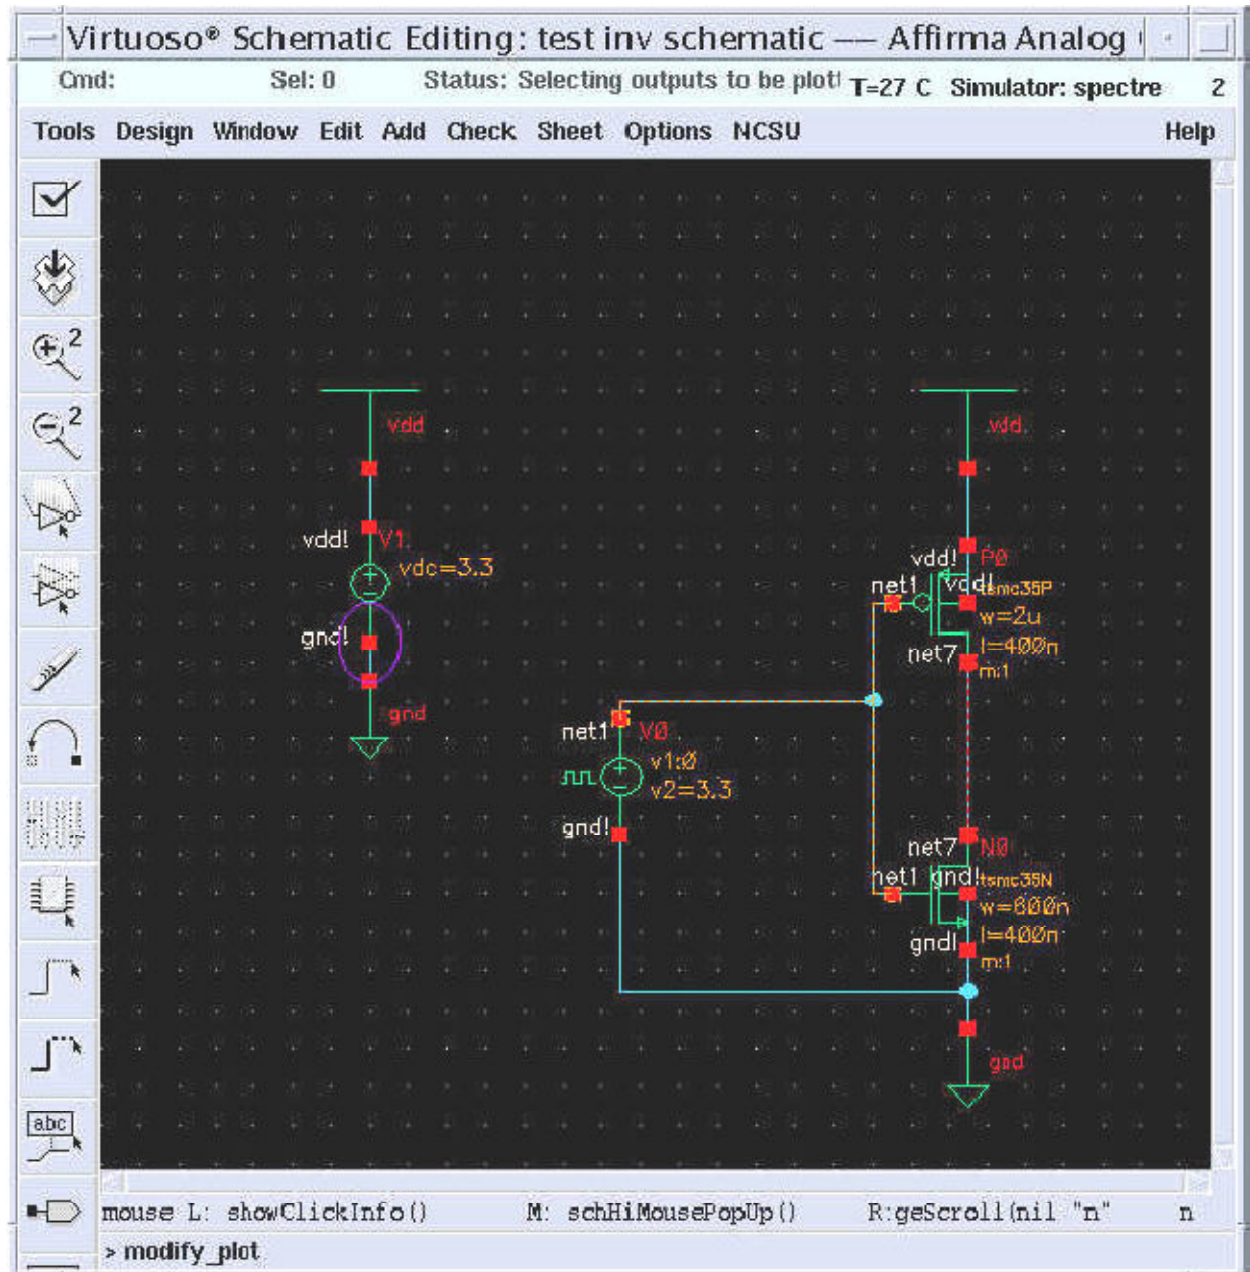 Virtuoso® Schematic Editing: test inv schematic — Affirma Analog
Cmd: Sel: 0 Status: Selecting outputs to be plot T=27 C Simulator: spectre 2
Tools Design Window Edit Add Check Sheet Options NCSU Help
2
2
vdd
vdd
vdd! V1
vdc=3.3
vdd! P0
net1 vdd! tsmc35P
w=2u
gnd!
l=400n
net7
m:1
gnd
net1 V0
v1:0
v2=3.3
gnd!
net7 N0
net1 gnd! tsmc35N
w=600n
l=400n
gnd!
m:1
gnd
abc
mouse L: showClickInfo() M: schHiMousePopUp() R:geScroll(nil "n" n
> modify_plot